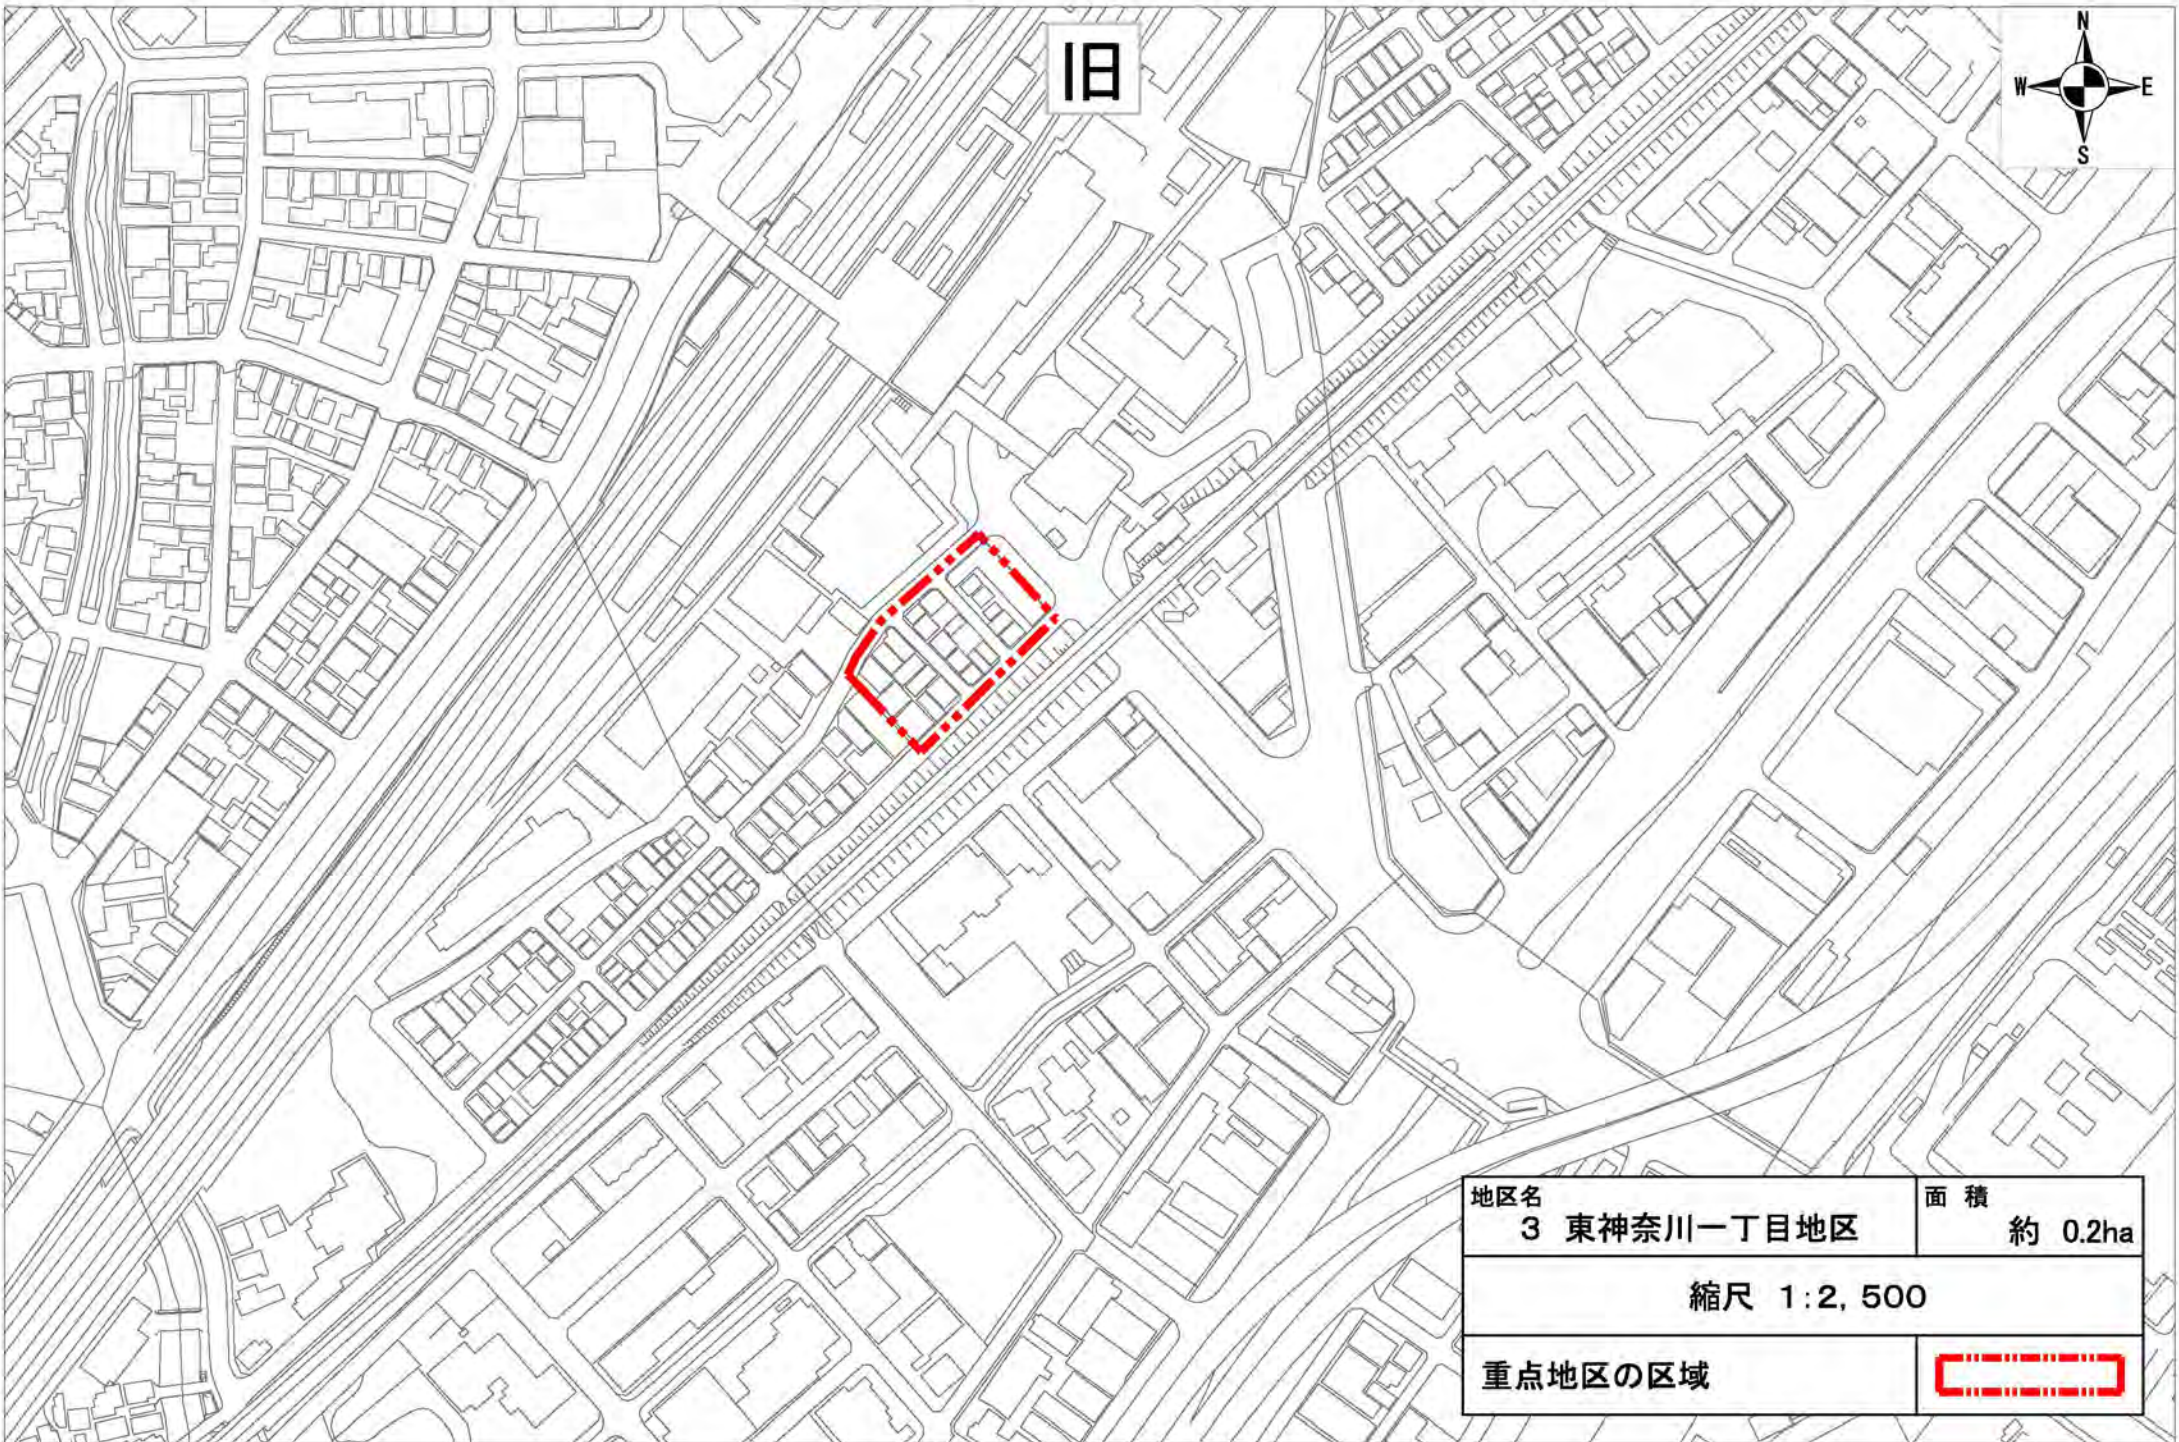 旧
N
W E
S
地区名
3 東神奈川一丁目地区
面 積
約 0.2ha
縮尺 1:2,500
重点地区の区域